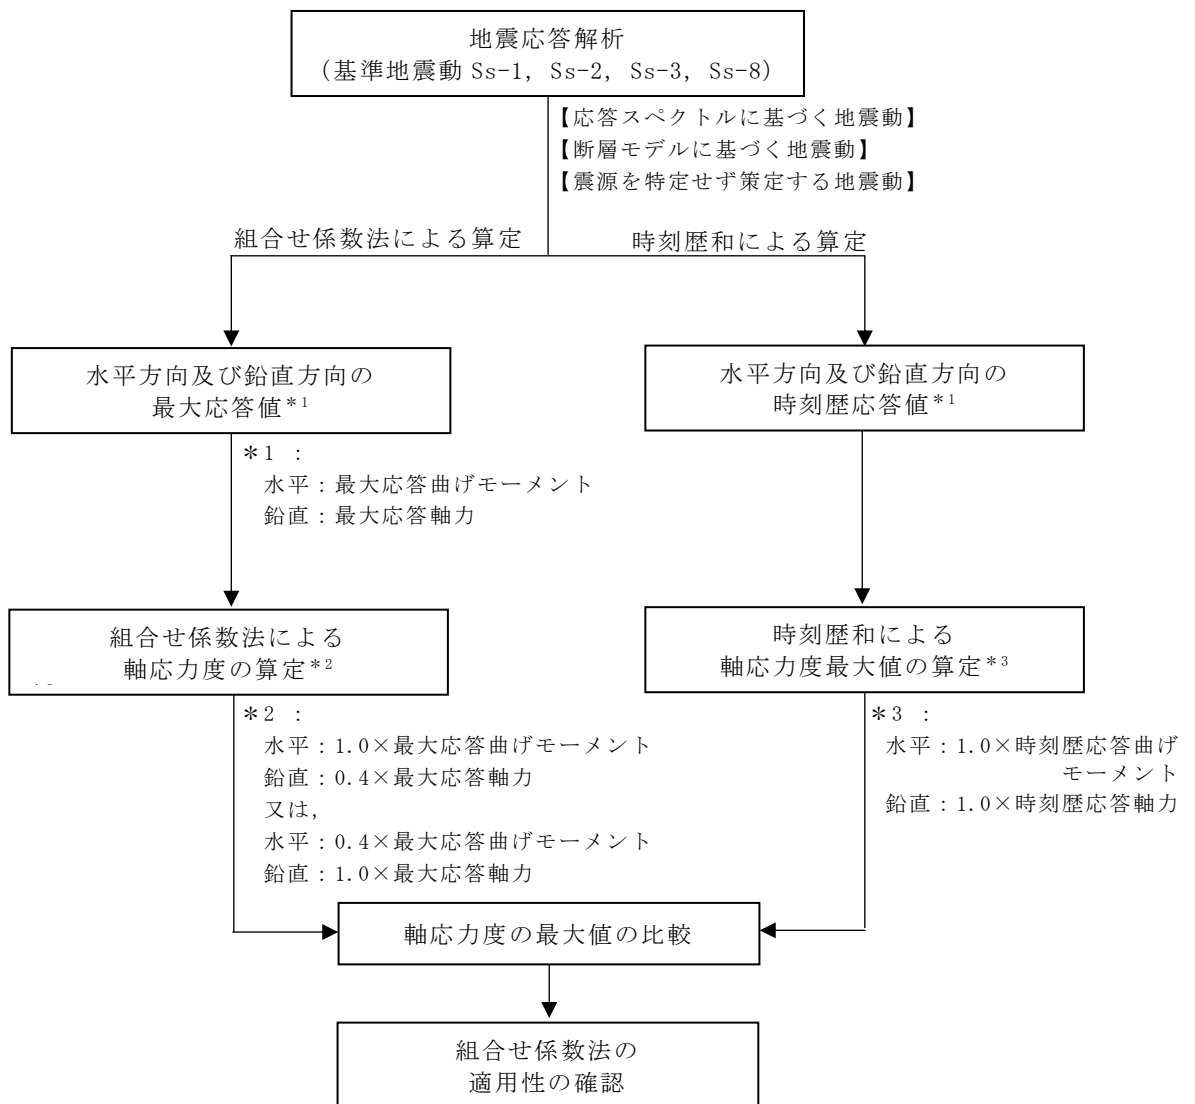 地震応答解析
（基準地震動 Ss-1, Ss-2, Ss-3, Ss-8）
【応答スペクトルに基づく地震動】
【断層モデルに基づく地震動】
【震源を特定せず策定する地震動】
組合せ係数法による算定
時刻歴和による算定
水平方向及び鉛直方向の
最大応答値*1
水平方向及び鉛直方向の
時刻歴応答値*1
＊1 ：
水平：最大応答曲げモーメント
鉛直：最大応答軸力
組合せ係数法による
軸応力度の算定*2
時刻歴和による
軸応力度最大値の算定*3
＊2 ：
水平：1.0×最大応答曲げモーメント
鉛直：0.4×最大応答軸力
又は，
水平：0.4×最大応答曲げモーメント
鉛直：1.0×最大応答軸力
＊3 ：
水平：1.0×時刻歴応答曲げ
モーメント
鉛直：1.0×時刻歴応答軸力
軸応力度の最大値の比較
組合せ係数法の
適用性の確認